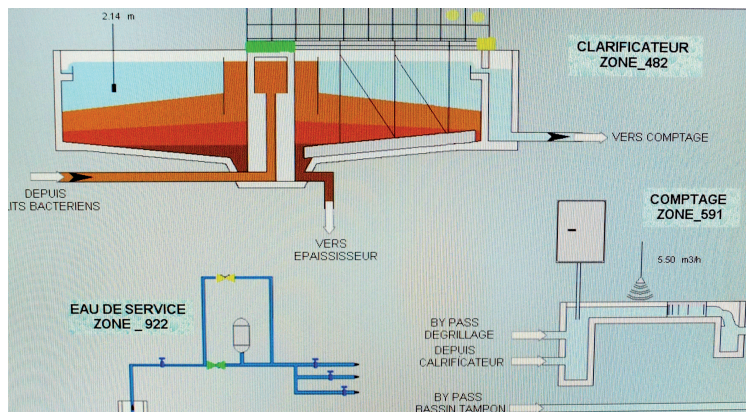 2.14 m
CLARIFICATEUR
ZONE_482
VERS COMPTAGE
DEPUIS
LITS BACTERIENS
VERS
EPAISSISSEUR
COMPTAGE
ZONE_591
5.50 m3/h
EAU DE SERVICE
ZONE _ 922
BY PASS
DEGRILLAGE
DEPUIS
CALRIFICATEUR
BY PASS
BASSIN TAMPON